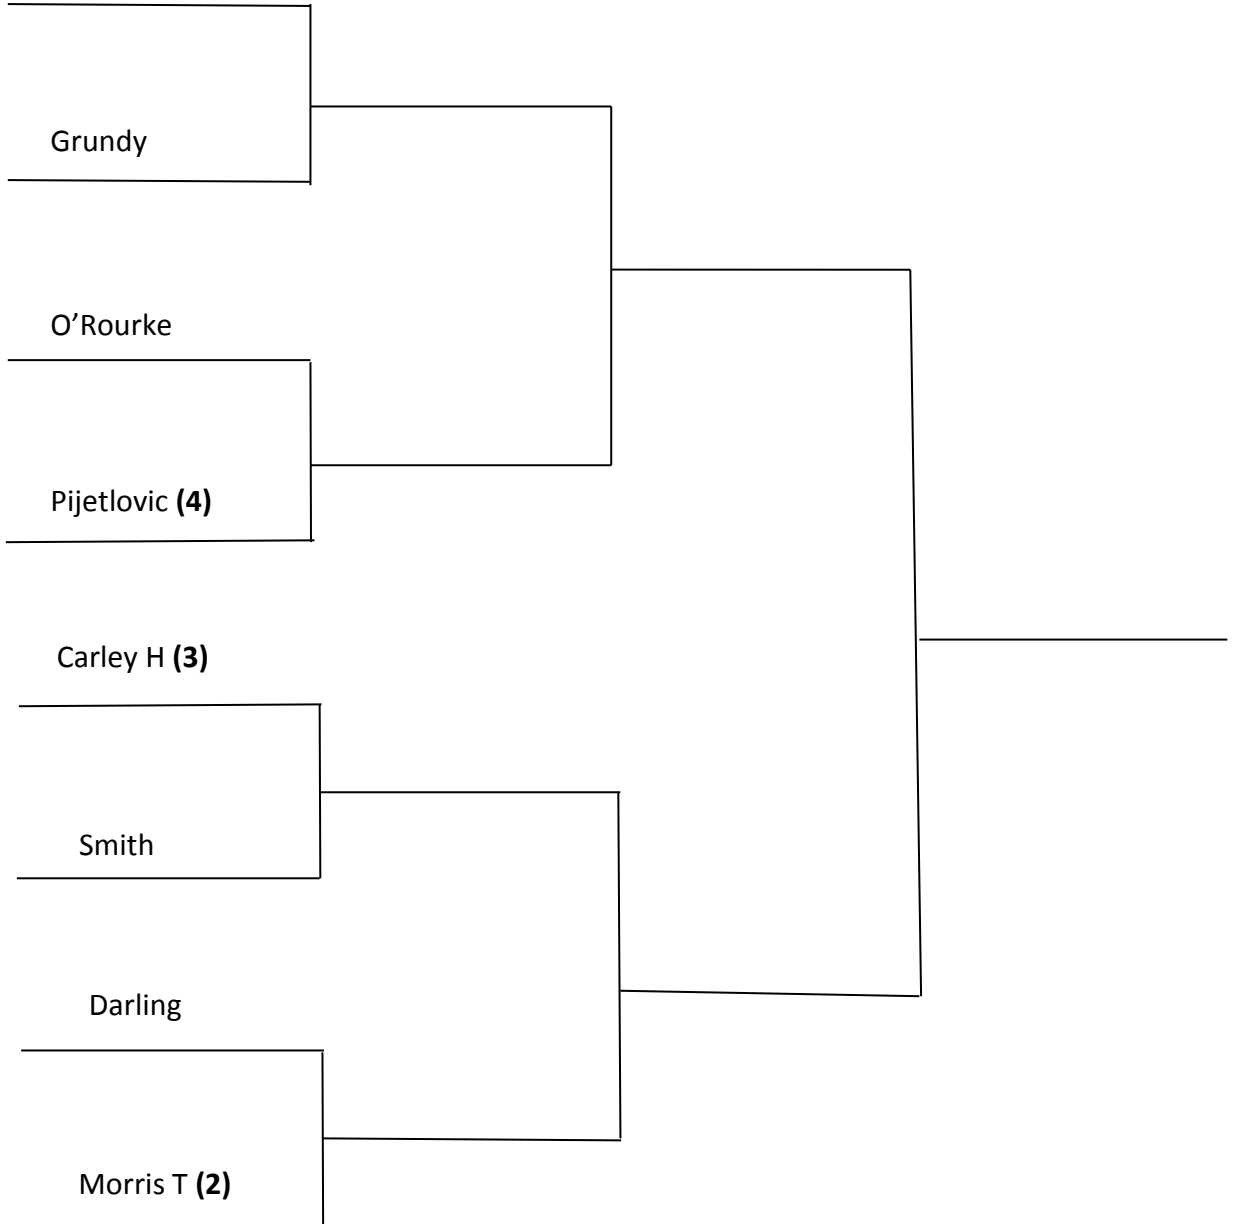 Grundy
O’Rourke
Pijetlovic (4)
Carley H (3)
Smith
Darling
Morris T (2)